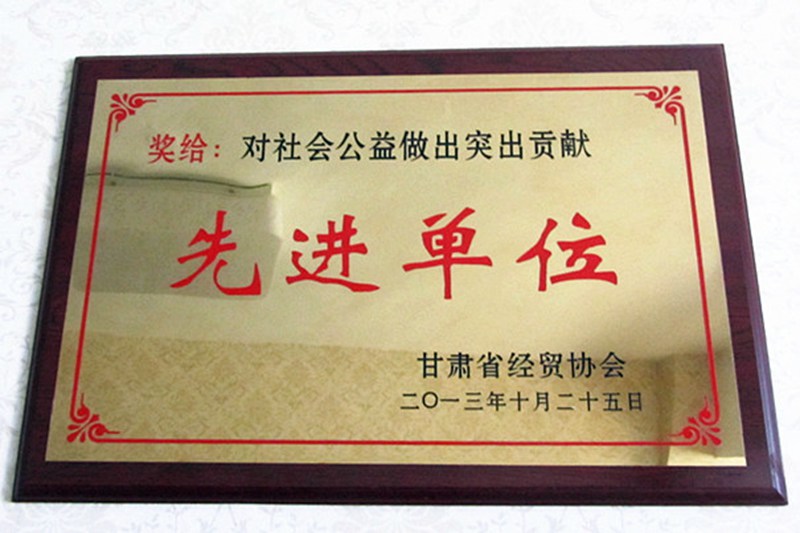 奖给：对社会公益做出突出贡献
先进单位
甘肃省经贸协会
二〇一三年十月二十五日